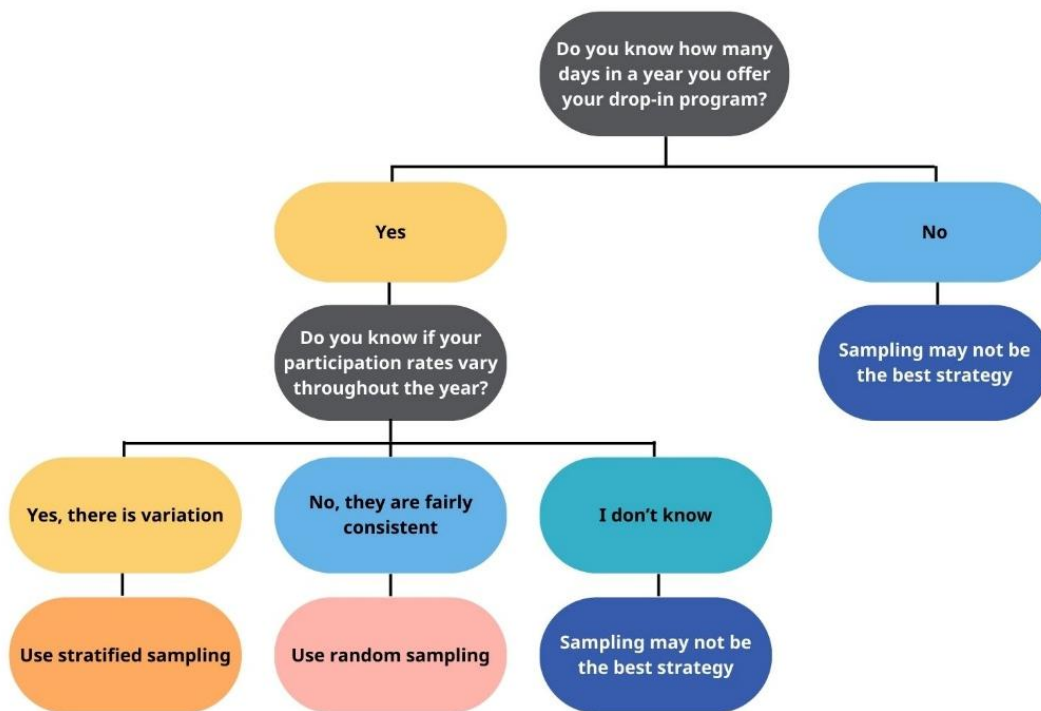 Do you know how many
days in a year you offer
your drop-in program?
Yes
No
Do you know if your
participation rates vary
throughout the year?
Sampling may not be
the best strategy
Yes, there is variation
No, they are fairly
consistent
I don’t know
Use stratified sampling
Use random sampling
Sampling may not be
the best strategy